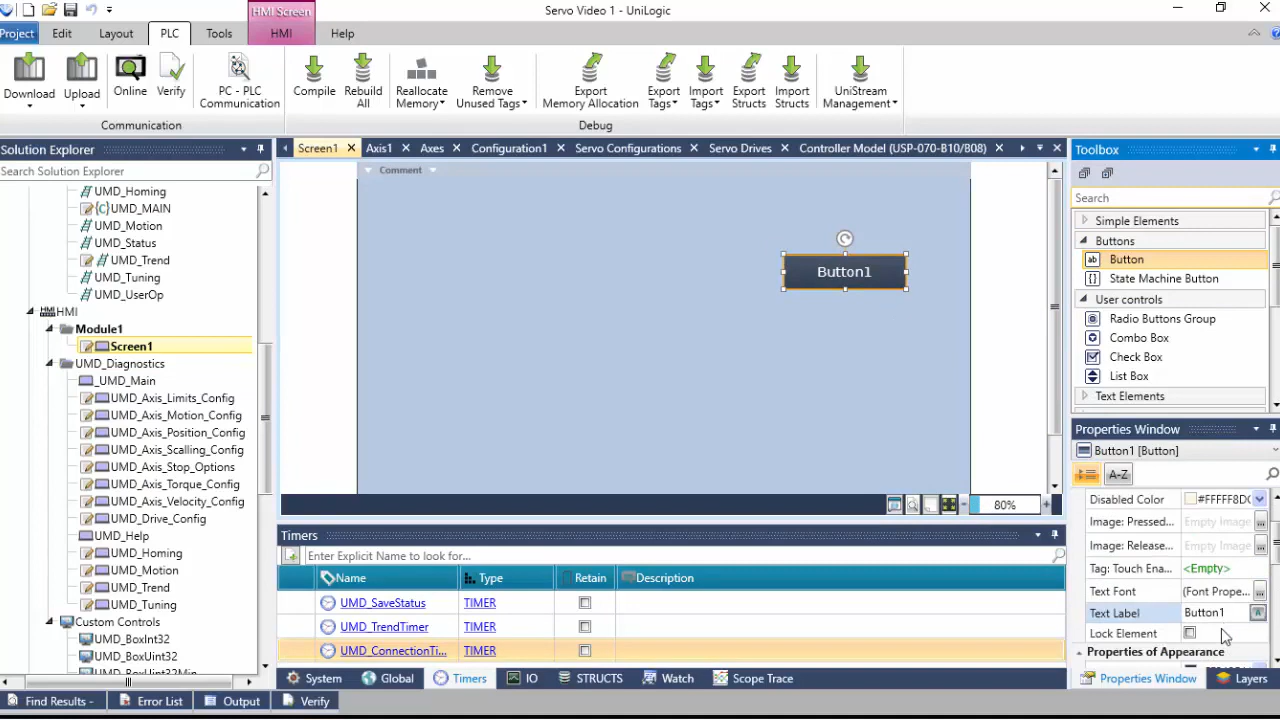 Servo Video 1 - UniLogic
HMI Screen
Project Edit Layout PLC Tools HMI Help
Download Upload Online Verify PC - PLC Communication Compile Rebuild All Reallocate Memory Remove Unused Tags Export Memory Allocation Export Tags Import Tags Export Structs Import Structs UniStream Management
Communication Debug
Solution Explorer
Search Solution Explorer
UMD_Homing
{C} UMD_MAIN
UMD_Motion
UMD_Status
UMD_Trend
UMD_Tuning
UMD_UserOp
HMI
Module1
Screen1
UMD_Diagnostics
_UMD_Main
UMD_Axis_Limits_Config
UMD_Axis_Motion_Config
UMD_Axis_Position_Config
UMD_Axis_Scalling_Config
UMD_Axis_Stop_Options
UMD_Axis_Torque_Config
UMD_Axis_Velocity_Config
UMD_Drive_Config
UMD_Help
UMD_Homing
UMD_Motion
UMD_Trend
UMD_Tuning
Custom Controls
UMD_BoxInt32
UMD_BoxUint32
Screen1 Axis1 Axes Configuration1 Servo Configurations Servo Drives Controller Model (USP-070-B10/B08)
Comment
Button1
80%
Timers
Enter Explicit Name to look for...
Name Type Retain Description
UMD_SaveStatus TIMER
UMD_TrendTimer TIMER
UMD_ConnectionTi... TIMER
System Global Timers IO STRUCTS Watch Scope Trace
Toolbox
Search
Simple Elements
Buttons
ab Button
{} State Machine Button
User controls
Radio Buttons Group
Combo Box
Check Box
List Box
Text Elements
Properties Window
Button1 [Button]
A-Z
Disabled Color #FFFFF8D(
Image: Pressed... Empty Image
Image: Release... Empty Image
Tag: Touch Ena... <Empty>
Text Font (Font Prope... ...
Text Label Button1
Lock Element
Properties of Appearance
Properties Window Layers
Find Results - Error List Output Verify